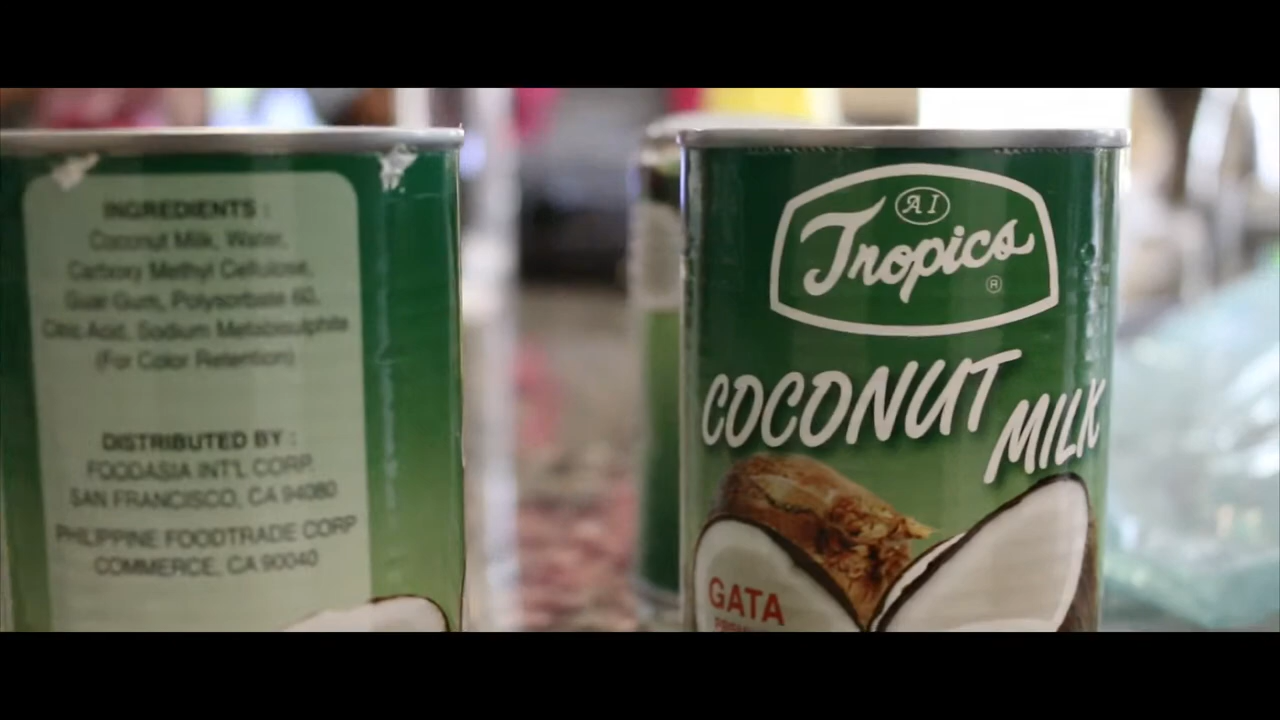 INGREDIENTS :
Coconut Milk, Water,
Carboxy Methyl Cellulose,
Guar Gum, Polysorbate 60,
Citric Acid, Sodium Metabisulphite
(For Color Retention)
DISTRIBUTED BY :
FOODASIA INT'L CORP.
SAN FRANCISCO, CA 94080
PHILIPPINE FOODTRADE CORP
COMMERCE, CA 90040
AI
Tropics
®
COCONUT
MILK
GATA